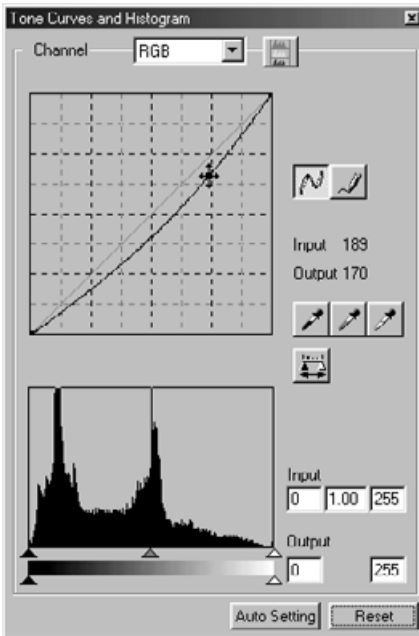 Tone Curves and Histogram
Channel
RGB
Input 189
Output 170
Input
0 1.00 255
Output
0 255
Auto Setting
Reset